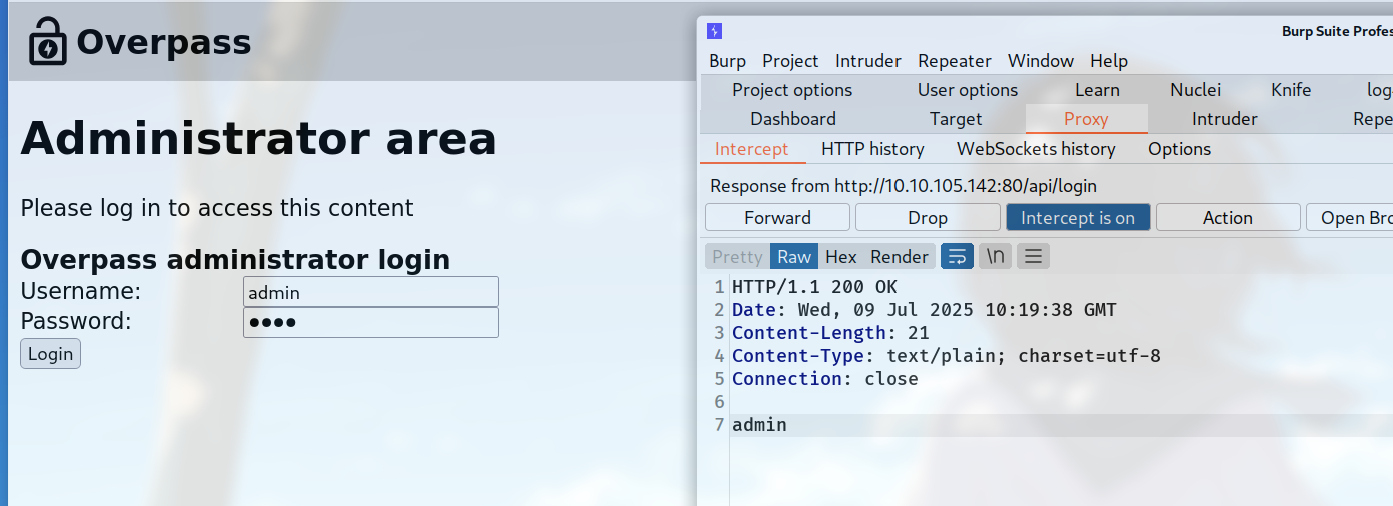 Overpass
Administrator area
Please log in to access this content
Overpass administrator login
Username: admin
Password: ••••
Login
Burp Suite Profes
Burp Project Intruder Repeater Window Help
Project options User options Learn Nuclei Knife log
Dashboard Target Proxy Intruder Repe
Intercept HTTP history WebSockets history Options
Response from http://10.10.105.142:80/api/login
Forward Drop Intercept is on Action Open Bro
Pretty Raw Hex Render \n
1 HTTP/1.1 200 OK
2 Date: Wed, 09 Jul 2025 10:19:38 GMT
3 Content-Length: 21
4 Content-Type: text/plain; charset=utf-8
5 Connection: close
6
7 admin